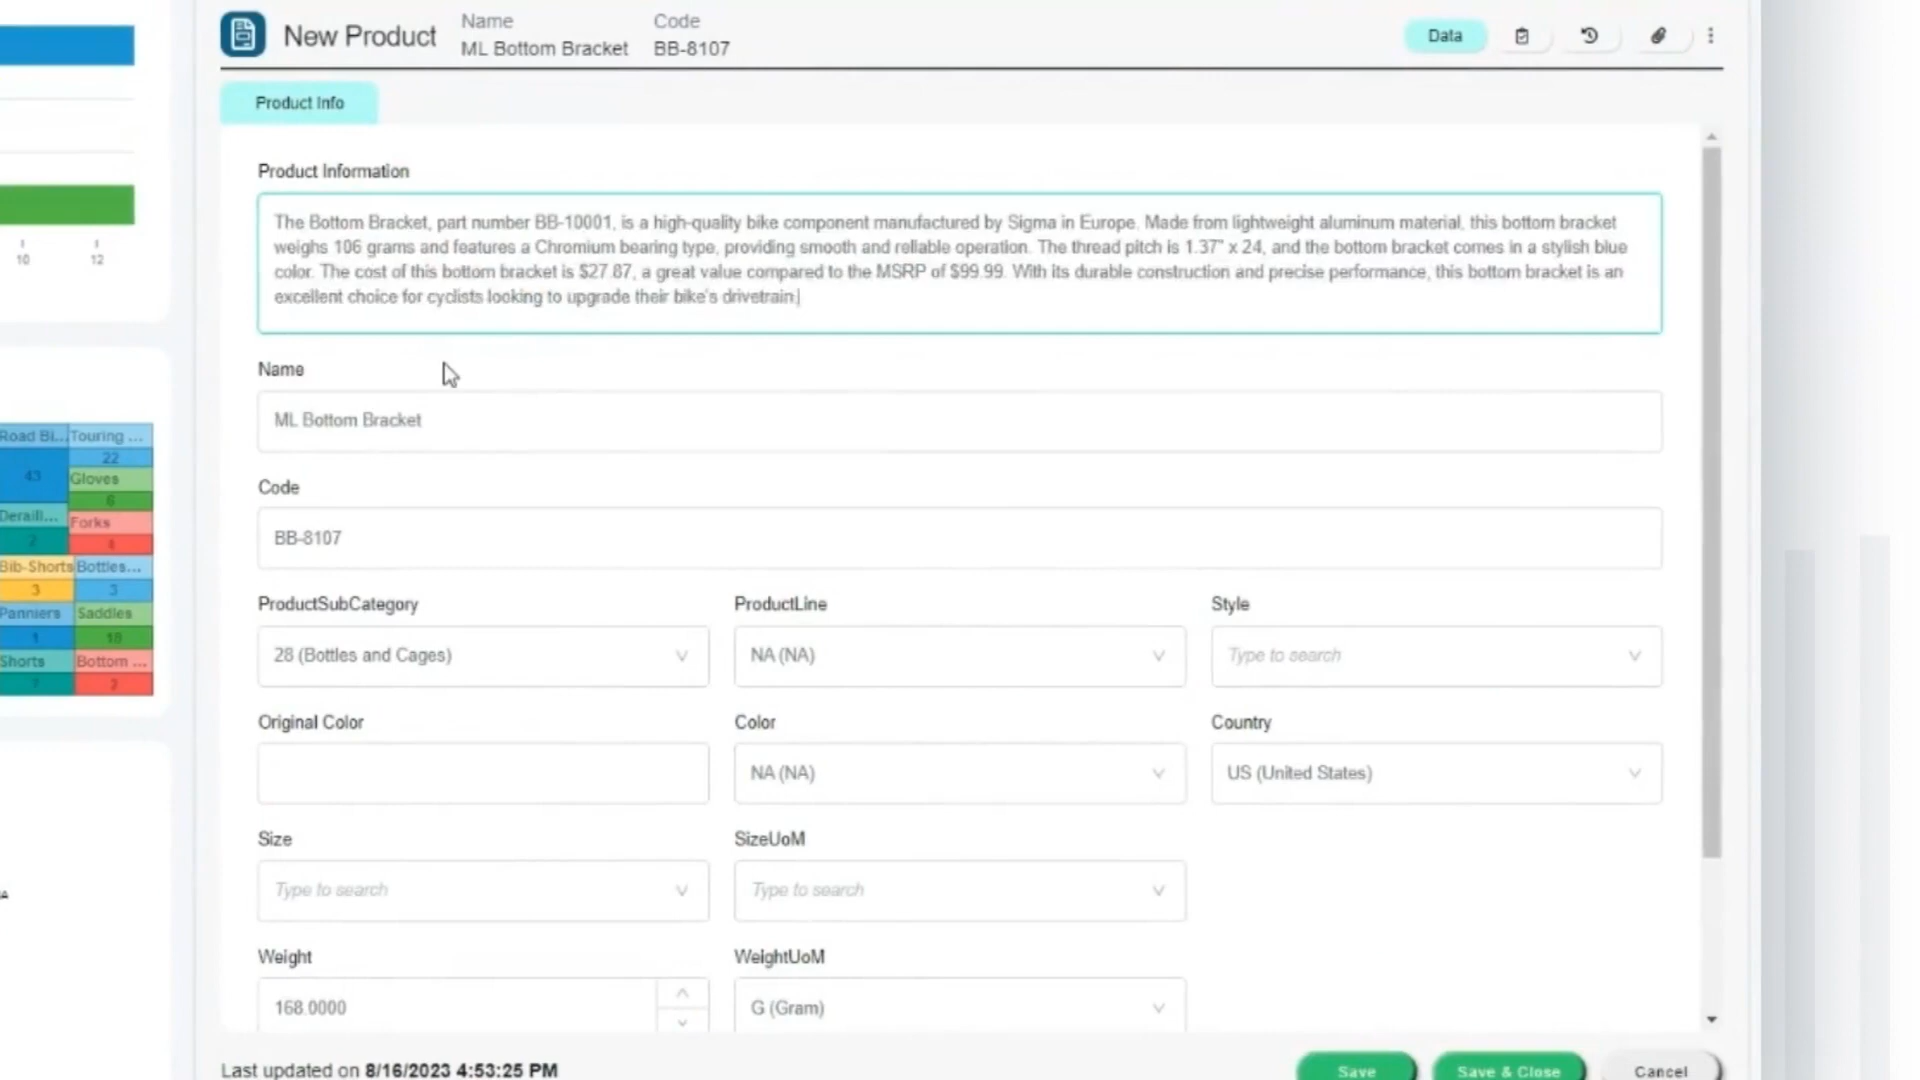 New Product
Name
ML Bottom Bracket
Code
BB-8107
Data
Product Info
Product Information
The Bottom Bracket, part number BB-10001, is a high-quality bike component manufactured by Sigma in Europe. Made from lightweight aluminum material, this bottom bracket
weighs 106 grams and features a Chromium bearing type, providing smooth and reliable operation. The thread pitch is 1.37" x 24, and the bottom bracket comes in a stylish blue
color. The cost of this bottom bracket is $27.87, a great value compared to the MSRP of $99.99. With its durable construction and precise performance, this bottom bracket is an
excellent choice for cyclists looking to upgrade their bike's drivetrain.
Name
ML Bottom Bracket
Code
BB-8107
ProductSubCategory
ProductLine
Style
28 (Bottles and Cages)
NA (NA)
Type to search
Original Color
Color
Country
NA (NA)
US (United States)
Size
SizeUoM
Type to search
Type to search
Weight
WeightUoM
168.0000
G (Gram)
Last updated on 8/16/2023 4:53:25 PM
Save
Save & Close
Cancel
10
12
Road Bi...
Touring ...
43
22
Gloves
6
Deraill...
2
Forks
Bib-Shorts
Bottles...
3
3
Panniers
Saddles
1
18
Shorts
Bottom ...
7